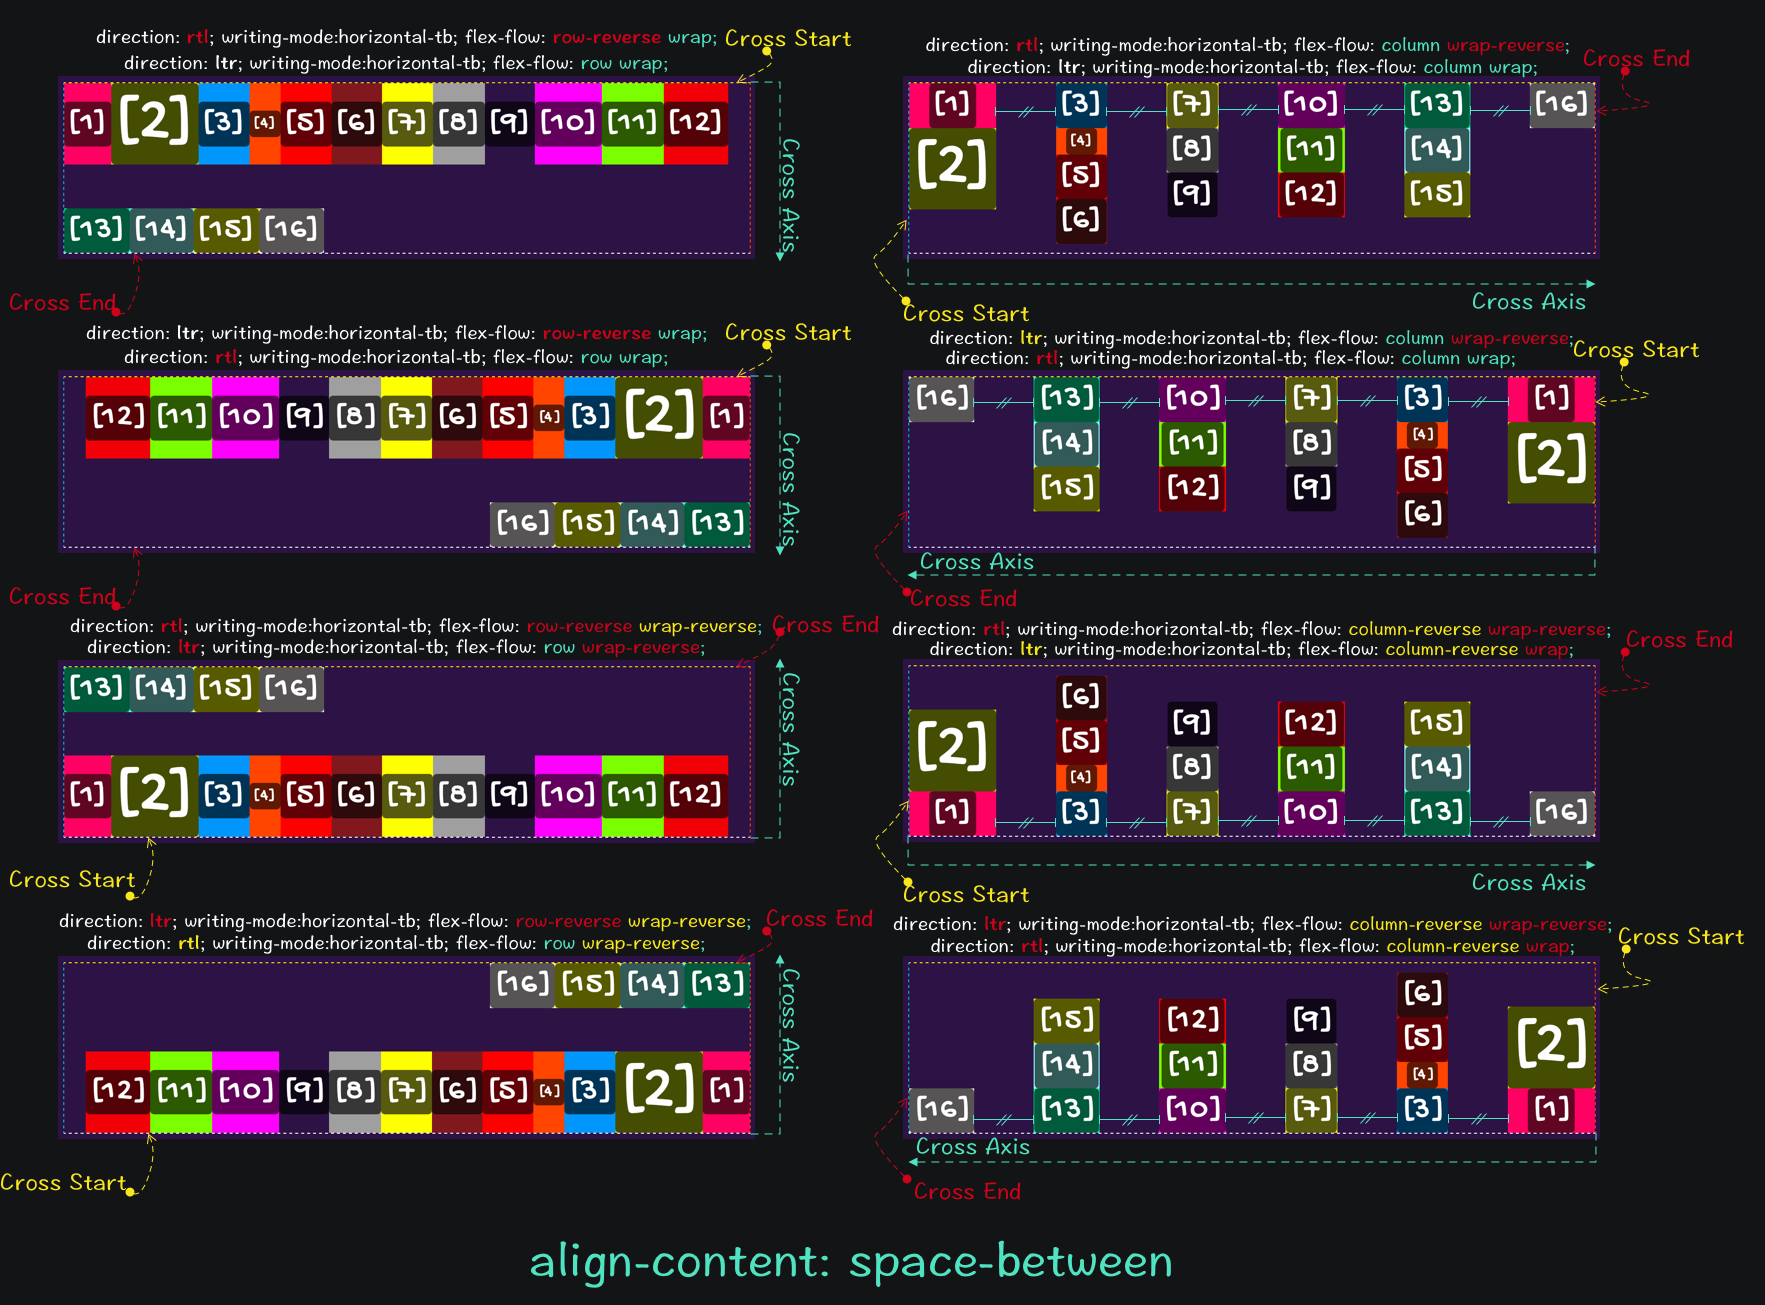 direction: rtl; writing-mode:horizontal-tb; flex-flow: row-reverse wrap; Cross Start
direction: ltr; writing-mode:horizontal-tb; flex-flow: row wrap;
[1] [2] [3] [4] [5] [6] [7] [8] [9] [10] [11] [12]
[13] [14] [15] [16]
Cross Axis
Cross End
direction: rtl; writing-mode:horizontal-tb; flex-flow: column wrap-reverse;
direction: ltr; writing-mode:horizontal-tb; flex-flow: column wrap;
Cross End
[1] [3] [7] [10] [13] [16]
[2] [4] [8] [11] [14]
[5] [9] [12] [15]
[6]
Cross Axis
Cross Start
direction: ltr; writing-mode:horizontal-tb; flex-flow: row-reverse wrap; Cross Start
direction: rtl; writing-mode:horizontal-tb; flex-flow: row wrap;
[12] [11] [10] [9] [8] [7] [6] [5] [4] [3] [2] [1]
[16] [15] [14] [13]
Cross Axis
Cross End
direction: ltr; writing-mode:horizontal-tb; flex-flow: column wrap-reverse;
direction: rtl; writing-mode:horizontal-tb; flex-flow: column wrap;
Cross Start
[16] [13] [10] [7] [3] [1]
[14] [11] [8] [4] [2]
[15] [12] [9] [5]
[6]
Cross Axis
Cross End
direction: rtl; writing-mode:horizontal-tb; flex-flow: row-reverse wrap-reverse; Cross End
direction: ltr; writing-mode:horizontal-tb; flex-flow: row wrap-reverse;
[13] [14] [15] [16]
[1] [2] [3] [4] [5] [6] [7] [8] [9] [10] [11] [12]
Cross Axis
Cross Start
direction: rtl; writing-mode:horizontal-tb; flex-flow: column-reverse wrap-reverse;
direction: ltr; writing-mode:horizontal-tb; flex-flow: column-reverse wrap;
Cross End
[6]
[5] [9] [12] [15]
[2] [4] [8] [11] [14]
[1] [3] [7] [10] [13] [16]
Cross Axis
Cross Start
direction: ltr; writing-mode:horizontal-tb; flex-flow: row-reverse wrap-reverse; Cross End
direction: rtl; writing-mode:horizontal-tb; flex-flow: row wrap-reverse;
[16] [15] [14] [13]
[12] [11] [10] [9] [8] [7] [6] [5] [4] [3] [2] [1]
Cross Axis
Cross Start
direction: ltr; writing-mode:horizontal-tb; flex-flow: column-reverse wrap-reverse;
direction: rtl; writing-mode:horizontal-tb; flex-flow: column-reverse wrap;
Cross Start
[6]
[15] [12] [9] [5]
[14] [11] [8] [4] [2]
[16] [13] [10] [7] [3] [1]
Cross Axis
Cross End
align-content: space-between